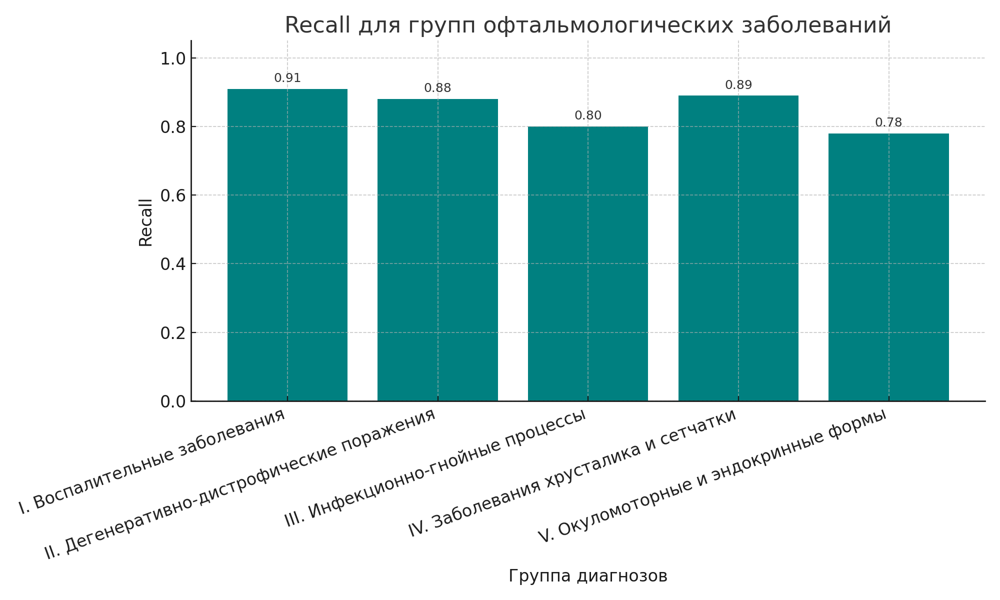 Recall для групп офтальмологических заболеваний
1.0
0.8
0.6
0.4
0.2
0.0
Recall
0.91
0.88
0.80
0.89
0.78
I. Воспалительные заболевания
II. Дегенеративно-дистрофические поражения
III. Инфекционно-гнойные процессы
IV. Заболевания хрусталика и сетчатки
V. Окуломоторные и эндокринные формы
Группа диагнозов